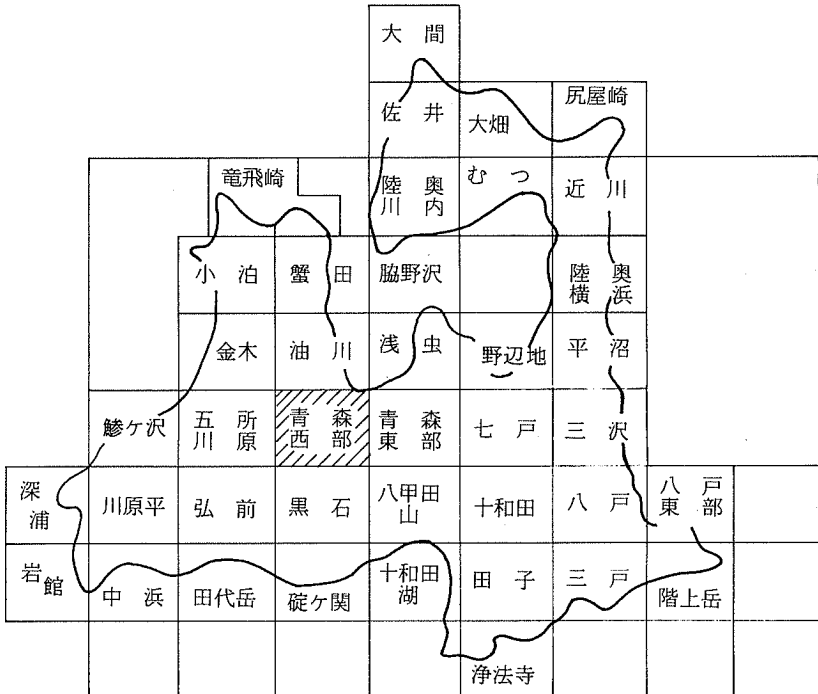 大間
佐井
大畑
尻屋崎
竜飛崎
陸奥
川内
むつ
近川
小泊
蟹田
脇野沢
陸奥
横浜
金木
油川
浅虫
野辺地
平沼
鰺ケ沢
五所
川原
青森
西部
青森
東部
七戸
三沢
深
浦
川原平
弘前
黒石
八甲田
山
十和田
八戸
八戸
東部
岩館
中浜
田代岳
碇ケ関
十和田
湖
田子
三戸
階上岳
浄法寺